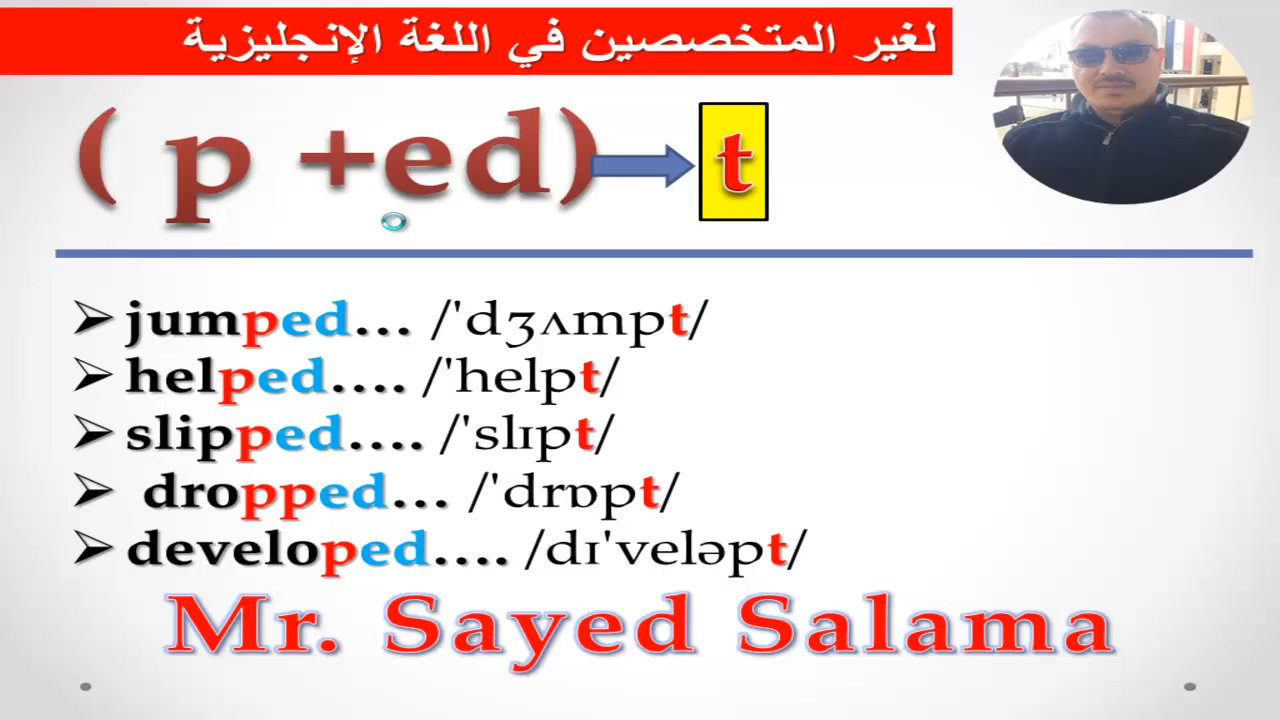 لغير المتخصصين في اللغة الإنجليزية
( p +ed) t
jumped... /ˈdʒʌmpt/
helped.... /ˈhelpt/
slipped.... /ˈslɪpt/
dropped... /ˈdrɒpt/
developed.... /dɪˈveləpt/
Mr. Sayed Salama